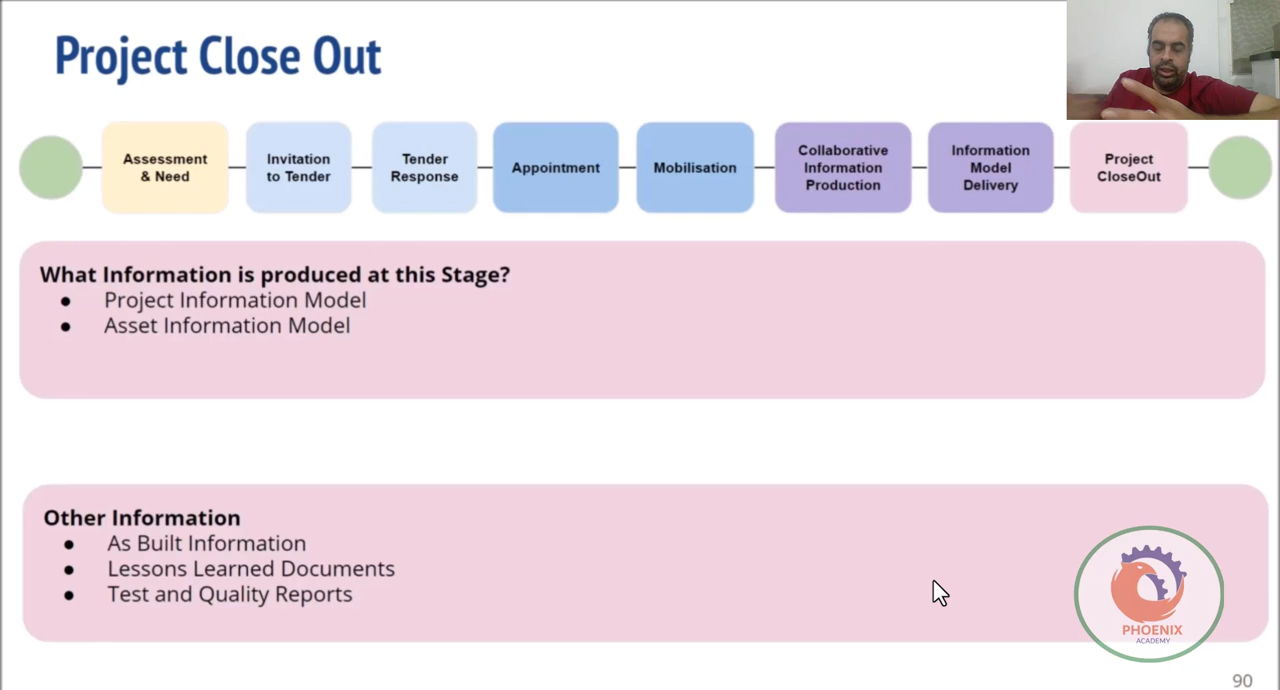 Project Close Out
Assessment
& Need
Invitation
to Tender
Tender
Response
Appointment
Mobilisation
Collaborative
Information
Production
Information
Model
Delivery
Project
CloseOut
What Information is produced at this Stage?
● Project Information Model
● Asset Information Model
Other Information
● As Built Information
● Lessons Learned Documents
● Test and Quality Reports
PHOENIX
ACADEMY
90